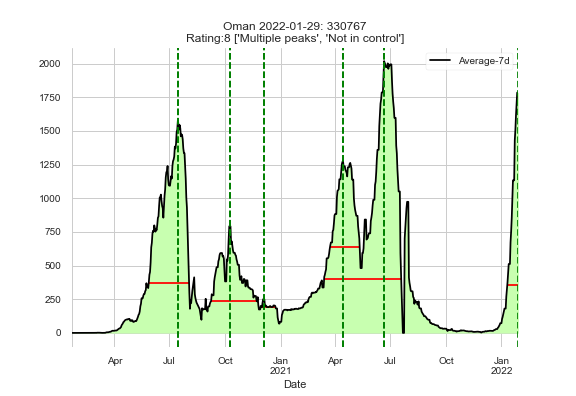 Oman 2022-01-29: 330767
Rating:8 ['Multiple peaks', 'Not in control']
Average-7d
2000
1750
1500
1250
1000
750
500
250
0
Apr Jul Oct Jan Apr Jul Oct Jan
2021 2022
Date